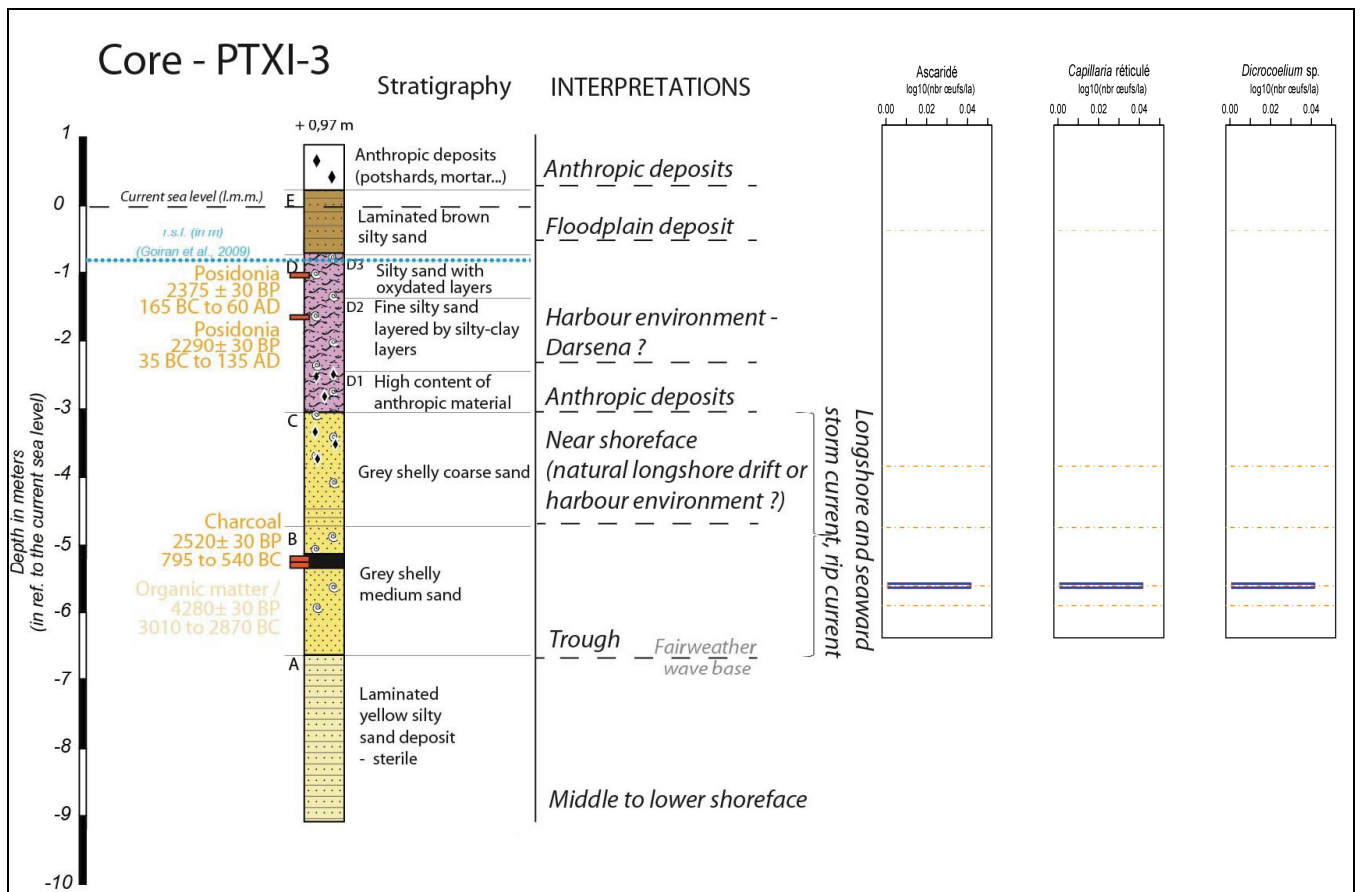 Core - PTXI-3
Stratigraphy
INTERPRETATIONS
+ 0,97 m
Depth in meters
(in ref. to the current sea level)
1
0
-1
-2
-3
-4
-5
-6
-7
-8
-9
-10
Current sea level (l.m.m.)
r.s.l. (in m)
(Goiran et al., 2009)
Posidonia
2375 ± 30 BP
165 BC to 60 AD
Posidonia
2290± 30 BP
35 BC to 135 AD
Charcoal
2520± 30 BP
795 to 540 BC
Organic matter /
4280± 30 BP
3010 to 2870 BC
E
D
D3
D2
D1
C
B
A
Anthropic deposits
(potshards, mortar...)
Laminated brown
silty sand
Silty sand with
oxydated layers
Fine silty sand
layered by silty-clay
layers
High content of
anthropic material
Grey shelly coarse sand
Grey shelly
medium sand
Laminated
yellow silty
sand deposit
- sterile
Anthropic deposits
Floodplain deposit
Harbour environment -
Darsena ?
Anthropic deposits
Near shoreface
(natural longshore drift or
harbour environment ?)
Trough
Fairweather
wave base
Middle to lower shoreface
Longshore and seaward
storm current, rip current
Ascaridé
log10(nbr œufs/la)
0.00 0.02 0.04
Capillaria réticulé
log10(nbr œufs/la)
0.00 0.02 0.04
Dicrocoelium sp.
log10(nbr œufs/la)
0.00 0.02 0.04